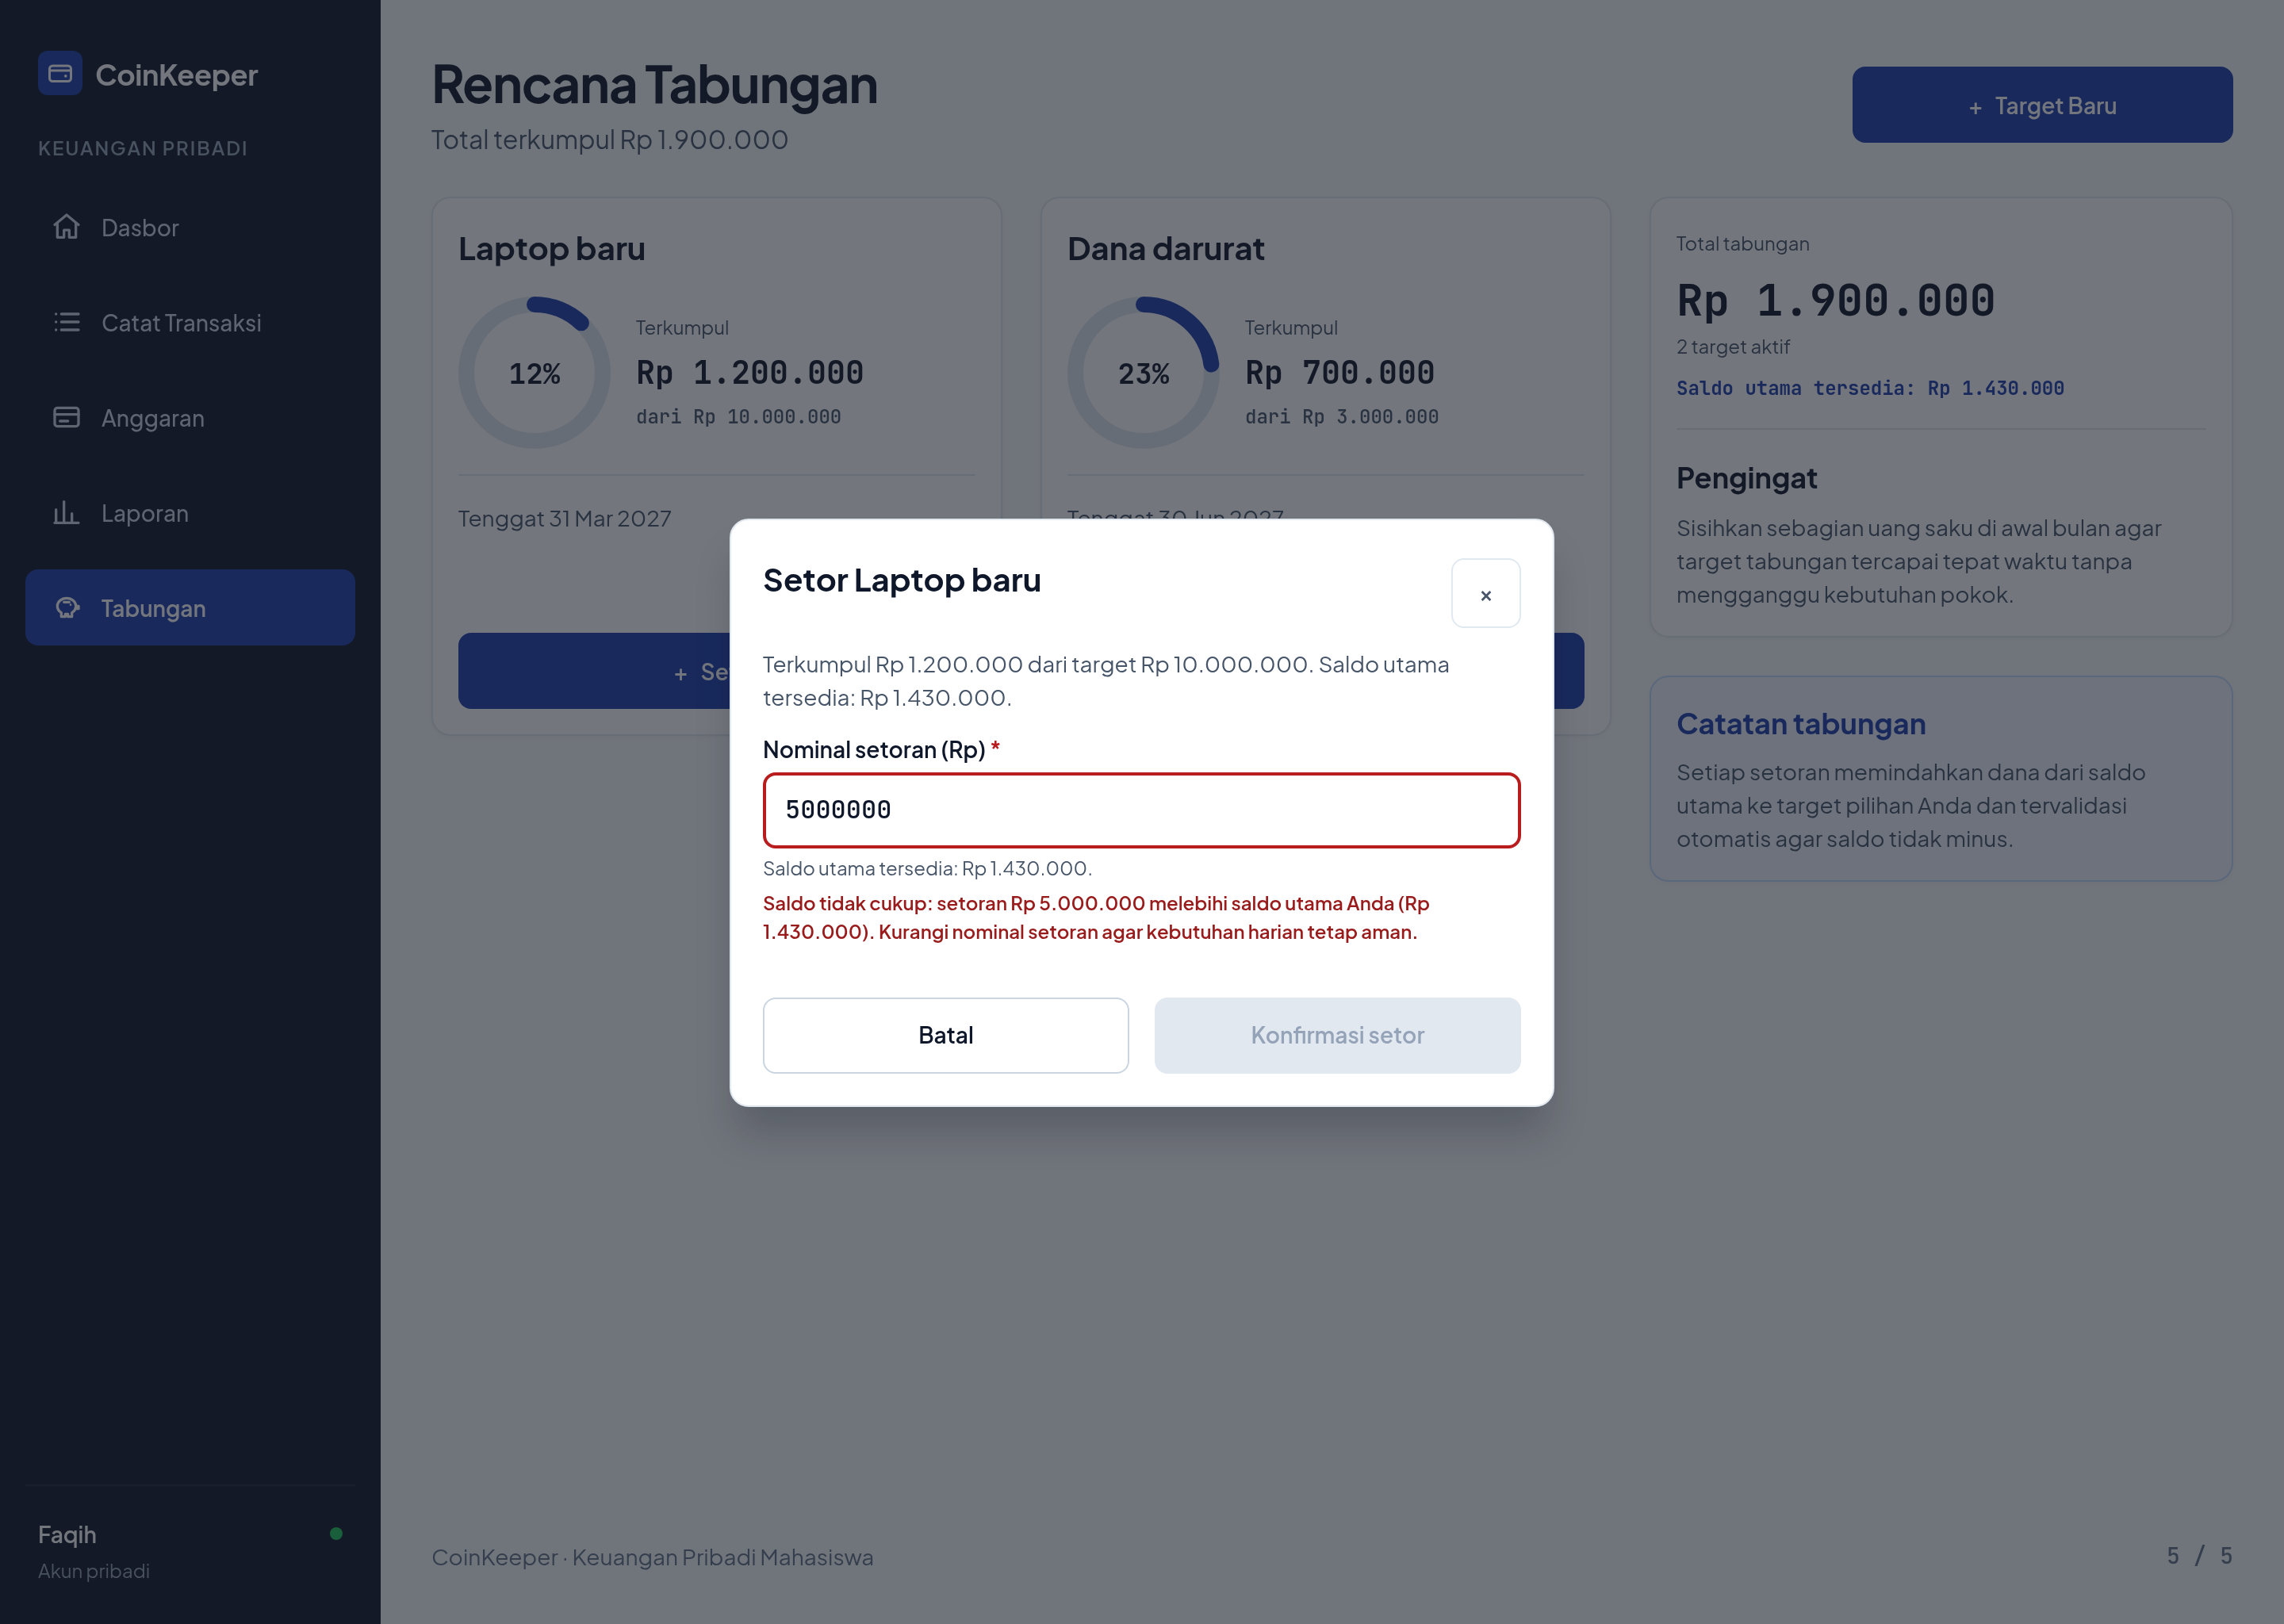 CoinKeeper
KEUANGAN PRIBADI
Dasbor
Catat Transaksi
Anggaran
Laporan
Tabungan
Faqih
Akun pribadi
Rencana Tabungan
Total terkumpul Rp 1.900.000
+ Target Baru
Laptop baru
12%
Terkumpul
Rp 1.200.000
dari Rp 10.000.000
Tenggat 31 Mar 2027
+ Se
Dana darurat
23%
Terkumpul
Rp 700.000
dari Rp 3.000.000
Tenggat 30 Jun 2027
Total tabungan
Rp 1.900.000
2 target aktif
Saldo utama tersedia: Rp 1.430.000
Pengingat
Sisihkan sebagian uang saku di awal bulan agar
target tabungan tercapai tepat waktu tanpa
mengganggu kebutuhan pokok.
Catatan tabungan
Setiap setoran memindahkan dana dari saldo
utama ke target pilihan Anda dan tervalidasi
otomatis agar saldo tidak minus.
Setor Laptop baru
×
Terkumpul Rp 1.200.000 dari target Rp 10.000.000. Saldo utama
tersedia: Rp 1.430.000.
Nominal setoran (Rp) *
5000000
Saldo utama tersedia: Rp 1.430.000.
Saldo tidak cukup: setoran Rp 5.000.000 melebihi saldo utama Anda (Rp
1.430.000). Kurangi nominal setoran agar kebutuhan harian tetap aman.
Batal
Konfirmasi setor
CoinKeeper · Keuangan Pribadi Mahasiswa
5 / 5